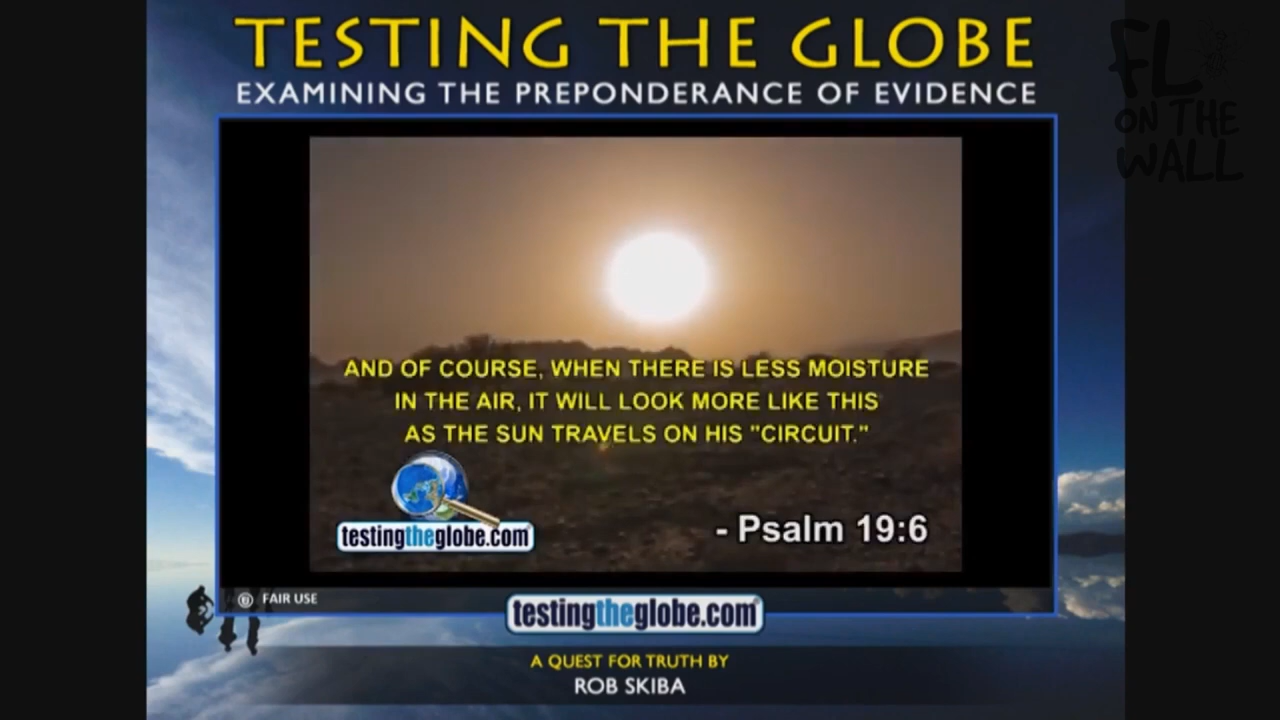 TESTING THE GLOBE
EXAMINING THE PREPONDERANCE OF EVIDENCE
FL
ON THE
WALL
AND OF COURSE, WHEN THERE IS LESS MOISTURE
IN THE AIR, IT WILL LOOK MORE LIKE THIS
AS THE SUN TRAVELS ON HIS "CIRCUIT."
testingtheglobe.com
- Psalm 19:6
FAIR USE
testingtheglobe.com
A QUEST FOR TRUTH BY
ROB SKIBA